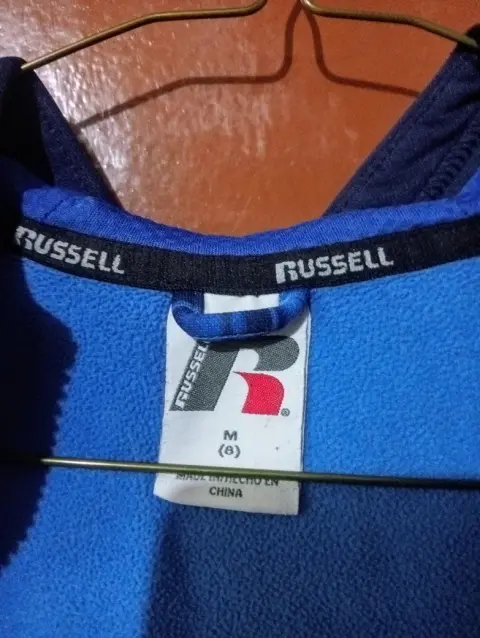 RUSSELL
RUSSELL
RUSSELL
R
®
M
(8)
MADE IN/HECHO EN
CHINA